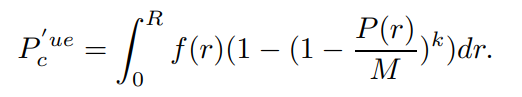 $P_c^{'ue} = \int_0^R f(r)(1 - (1 - \frac{P(r)}{M})^k)dr.$